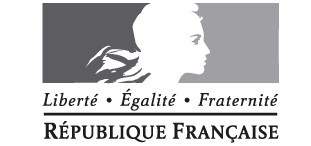 Liberté • Égalité • Fraternité
RÉPUBLIQUE FRANÇAISE